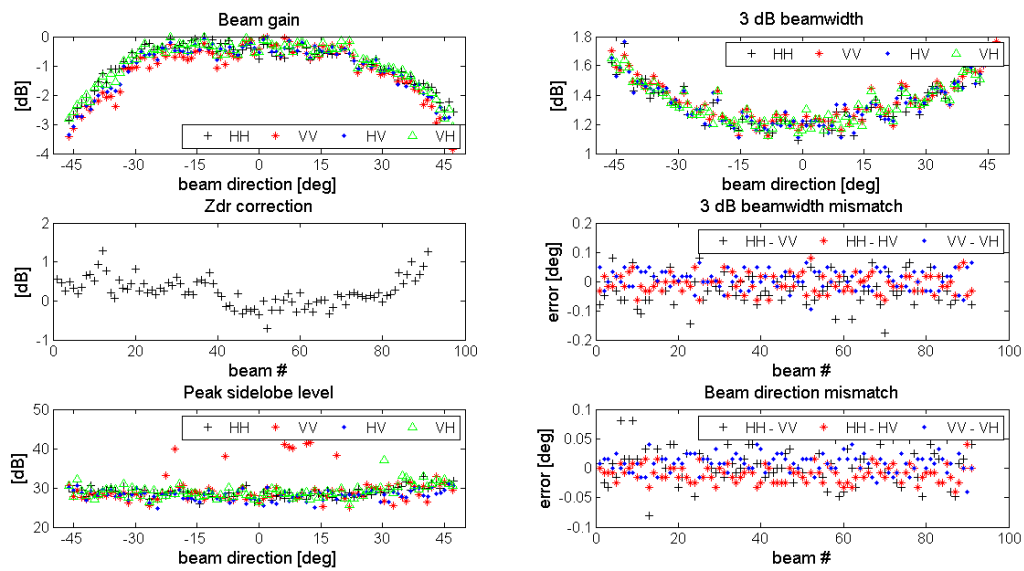 Beam gain
0
-1
-2
-3
-4
[dB]
HH VV HV VH
-45 -30 -15 0 15 30 45
beam direction [deg]
3 dB beamwidth
1.8
1.6
1.4
1.2
1
[dB]
HH VV HV VH
-45 -30 -15 0 15 30 45
beam direction [deg]
Zdr correction
2
1
0
-1
[dB]
0 20 40 60 80 100
beam #
3 dB beamwidth mismatch
0.2
0.1
0
-0.1
-0.2
error [deg]
HH - VV HH - HV VV - VH
0 20 40 60 80 100
beam #
Peak sidelobe level
50
40
30
20
[dB]
HH VV HV VH
-45 -30 -15 0 15 30 45
beam direction [deg]
Beam direction mismatch
0.1
0.05
0
-0.05
-0.1
error [deg]
HH - VV HH - HV VV - VH
0 20 40 60 80 100
beam #